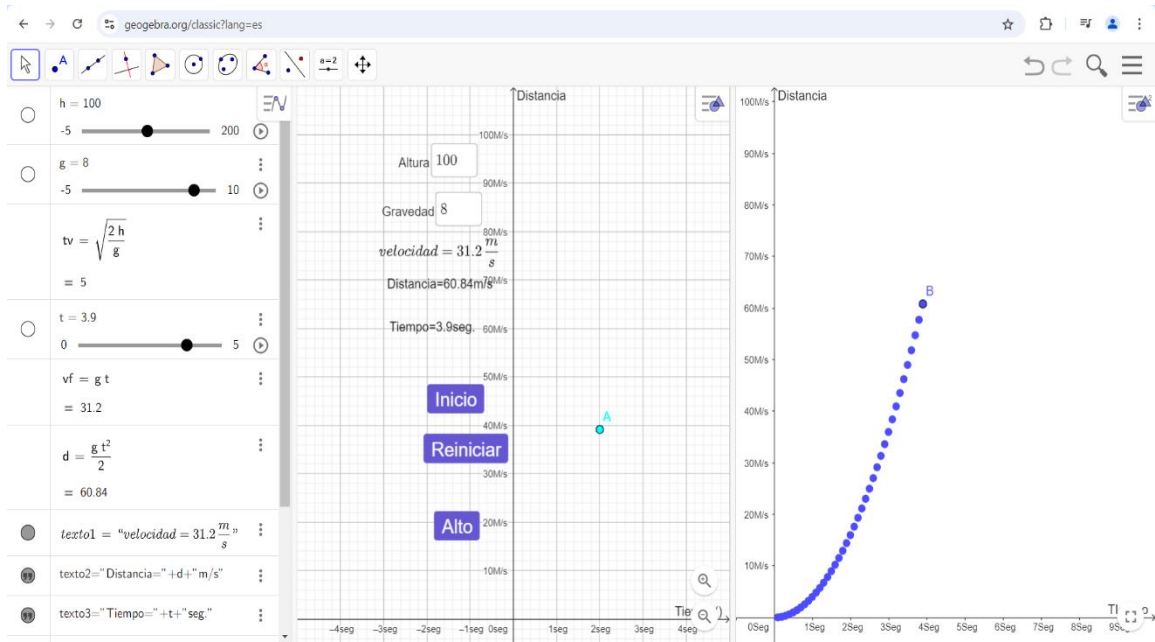 geogebra.org/classic?lang=es
A
a=2
h = 100
-5 200
g = 8
-5 10
tv = √(2 h / g)
= 5
t = 3.9
0 5
vf = g t
= 31.2
d = g t² / 2
= 60.84
texto1 = “velocidad = 31.2 m/s”
texto2="Distancia="+d+"m/s"
texto3="Tiempo="+t+"seg."
Distancia
100M/s
Altura 100
90M/s
Gravedad 8
80M/s
velocidad = 31.2 m/s
Distancia=60.84m/s
70M/s
Tiempo=3.9seg.
60M/s
50M/s
Inicio
A
40M/s
Reiniciar
30M/s
Alto
20M/s
10M/s
-4seg -3seg -2seg -1seg 0seg 1seg 2seg 3seg 4seg
Distancia
100M/s
90M/s
80M/s
70M/s
60M/s
B
50M/s
40M/s
30M/s
20M/s
10M/s
0Seg 1Seg 2Seg 3Seg 4Seg 5Seg 6Seg 7Seg 8Seg